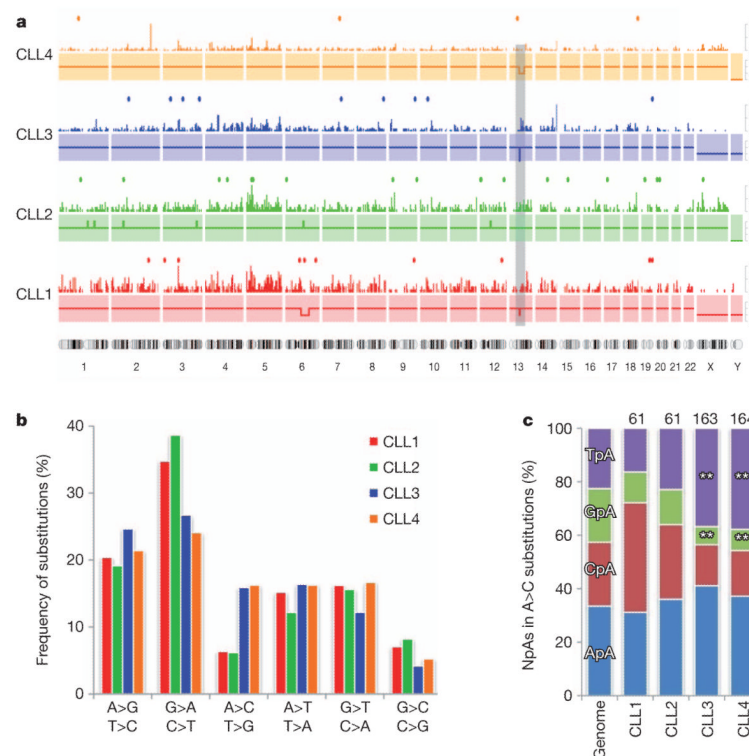 a
CLL4
CLL3
CLL2
CLL1
1 2 3 4 5 6 7 8 9 10 11 12 13 14 15 16 17 18 19 20 21 22 X Y
b
Frequency of substitutions (%)
40
30
20
10
0
CLL1
CLL2
CLL3
CLL4
A>G G>A A>C A>T G>T G>C
T>C C>T T>G T>A C>A C>G
c
NpAs in A>C substitutions (%)
61 61 163 164
100
80
60
40
20
0
TpA ** **
GpA ** **
CpA
ApA
Genome CLL1 CLL2 CLL3 CLL4